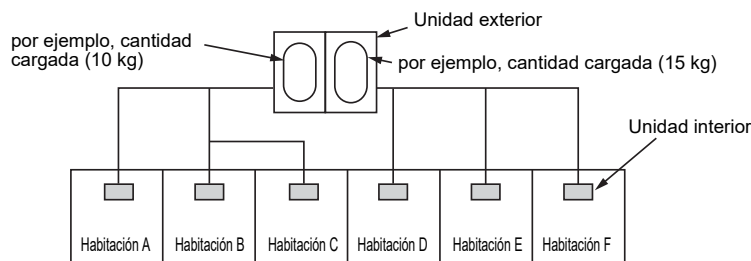 Unidad exterior
por ejemplo, cantidad
cargada (10 kg)
por ejemplo, cantidad cargada (15 kg)
Unidad interior
Habitación A
Habitación B
Habitación C
Habitación D
Habitación E
Habitación F